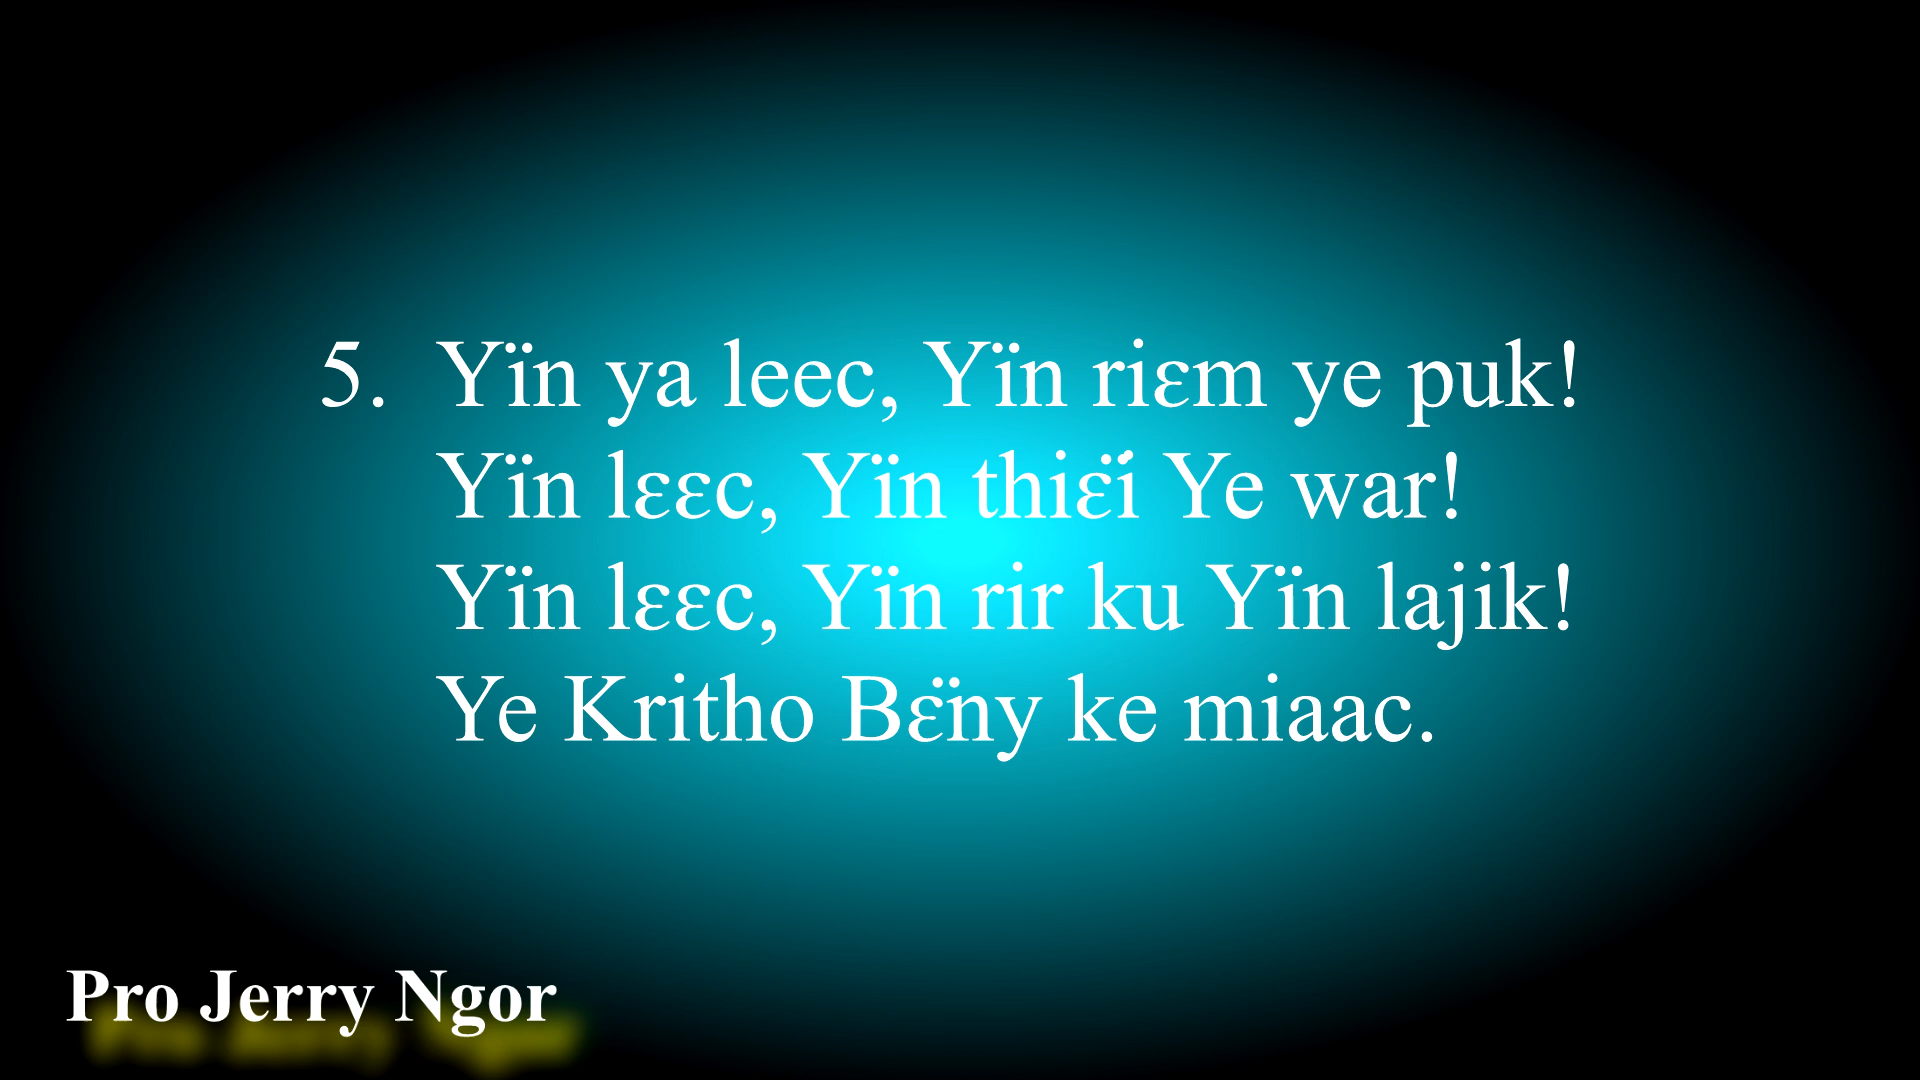 5. Yïn ya leec, Yïn riɛm ye puk!
Yïn lɛɛc, Yïn thiɛ̈i Ye war!
Yïn lɛɛc, Yïn rir ku Yïn lajik!
Ye Kritho Bɛ̈ny ke miaac.
Pro Jerry Ngor